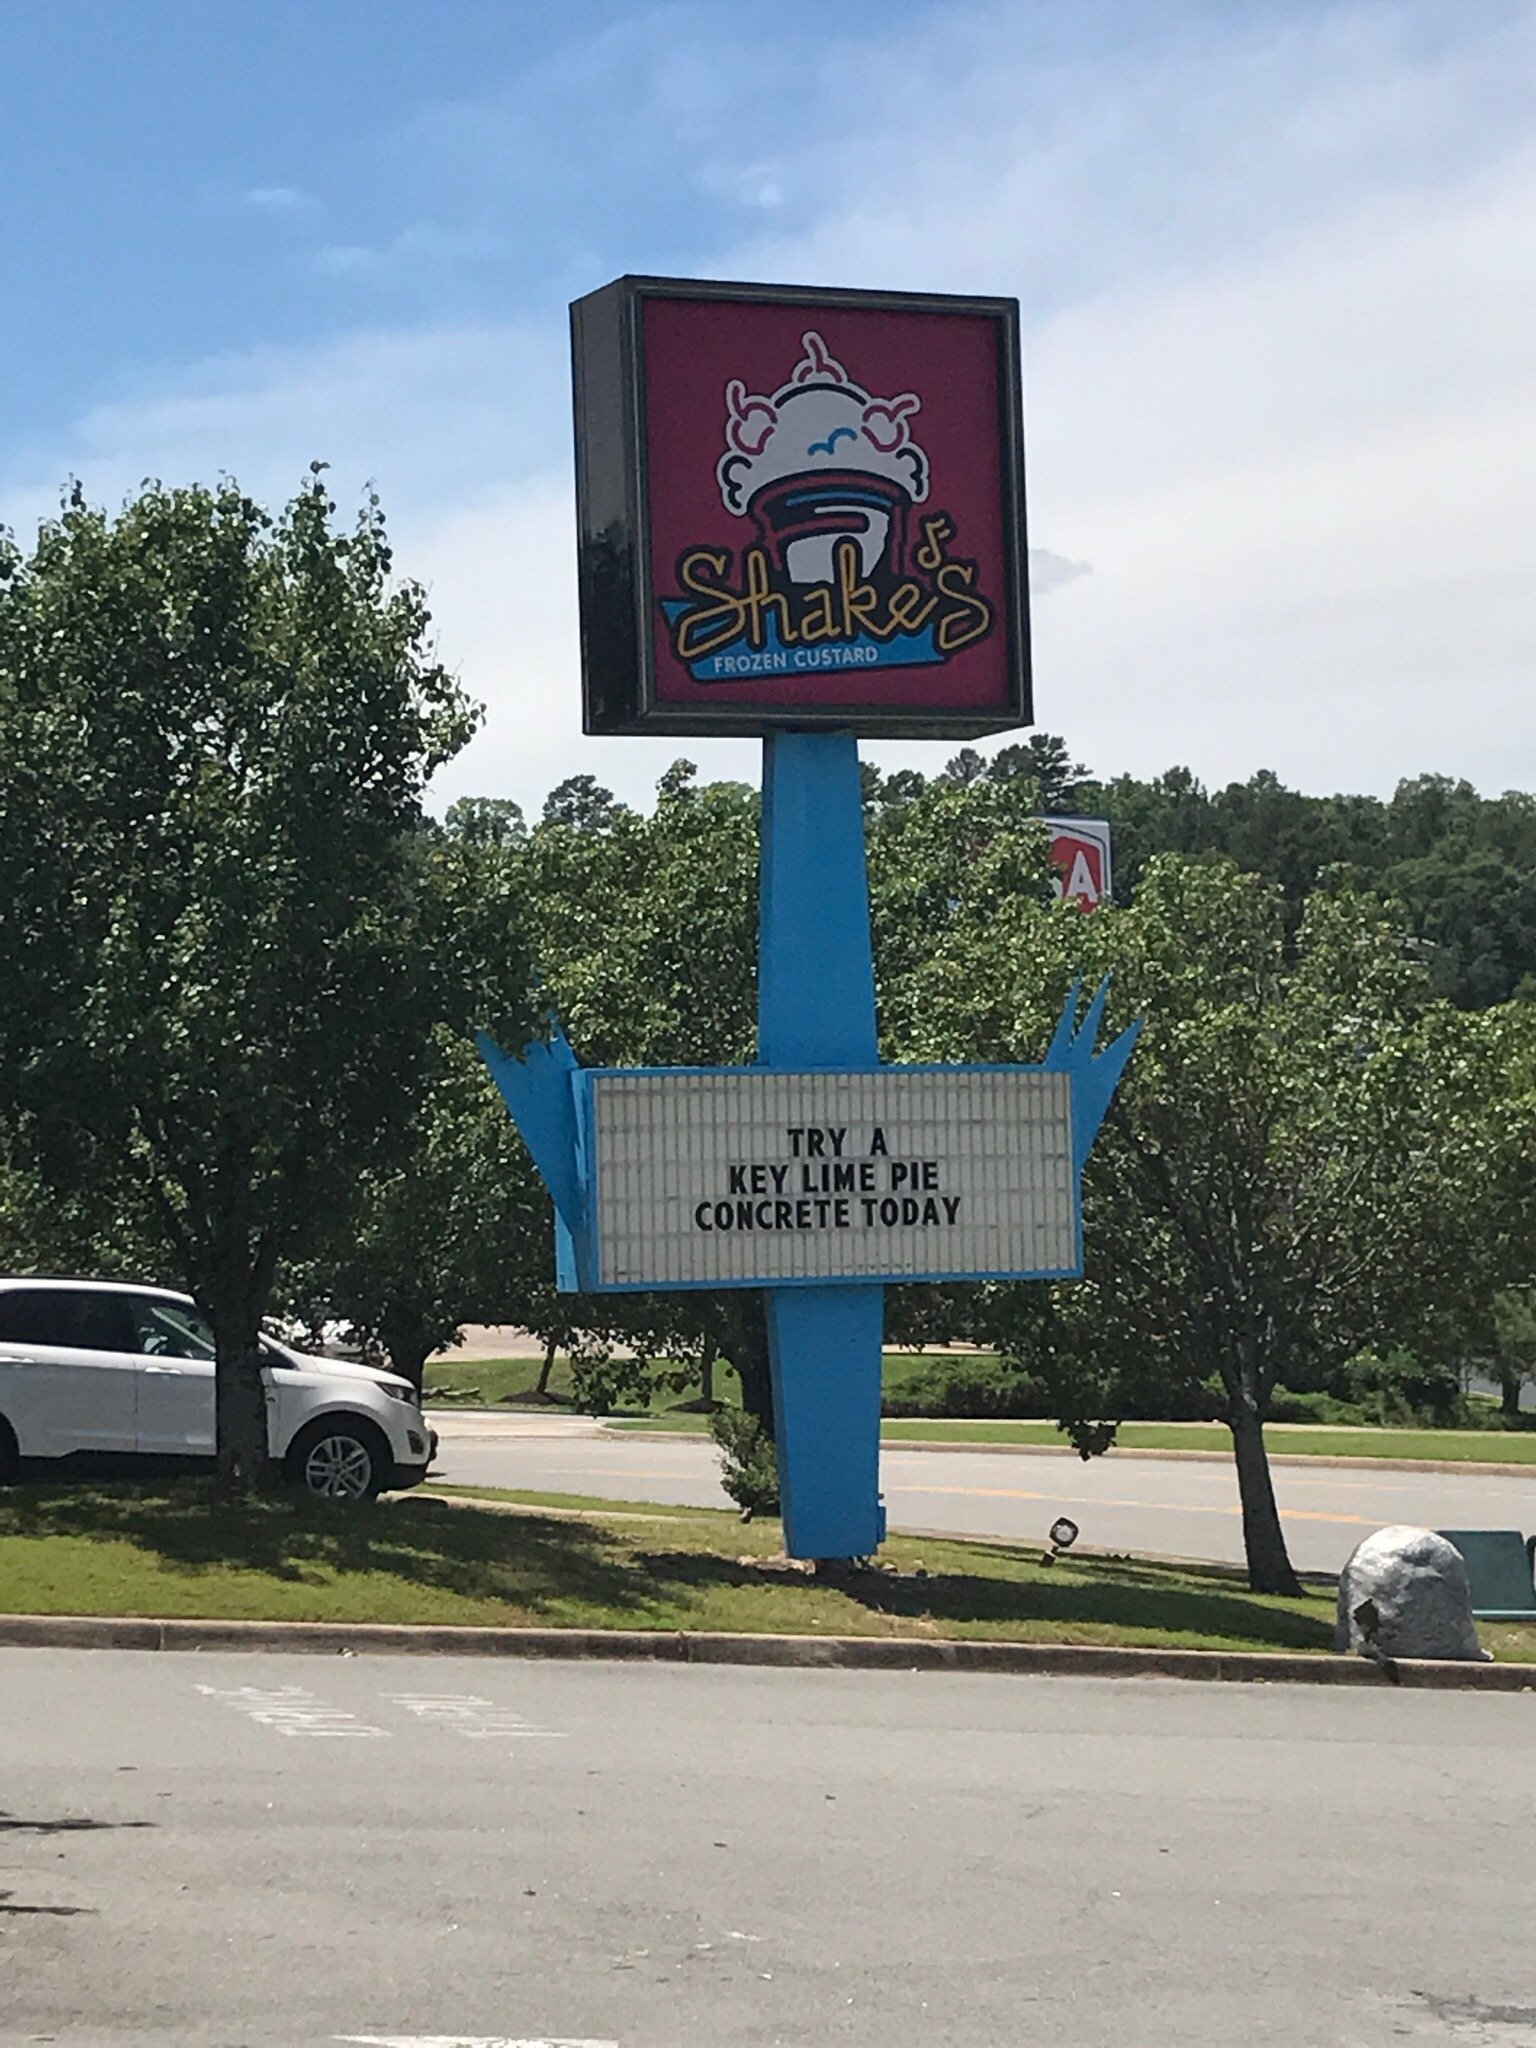 Shake's
FROZEN CUSTARD
A
TRY A
KEY LIME PIE
CONCRETE TODAY